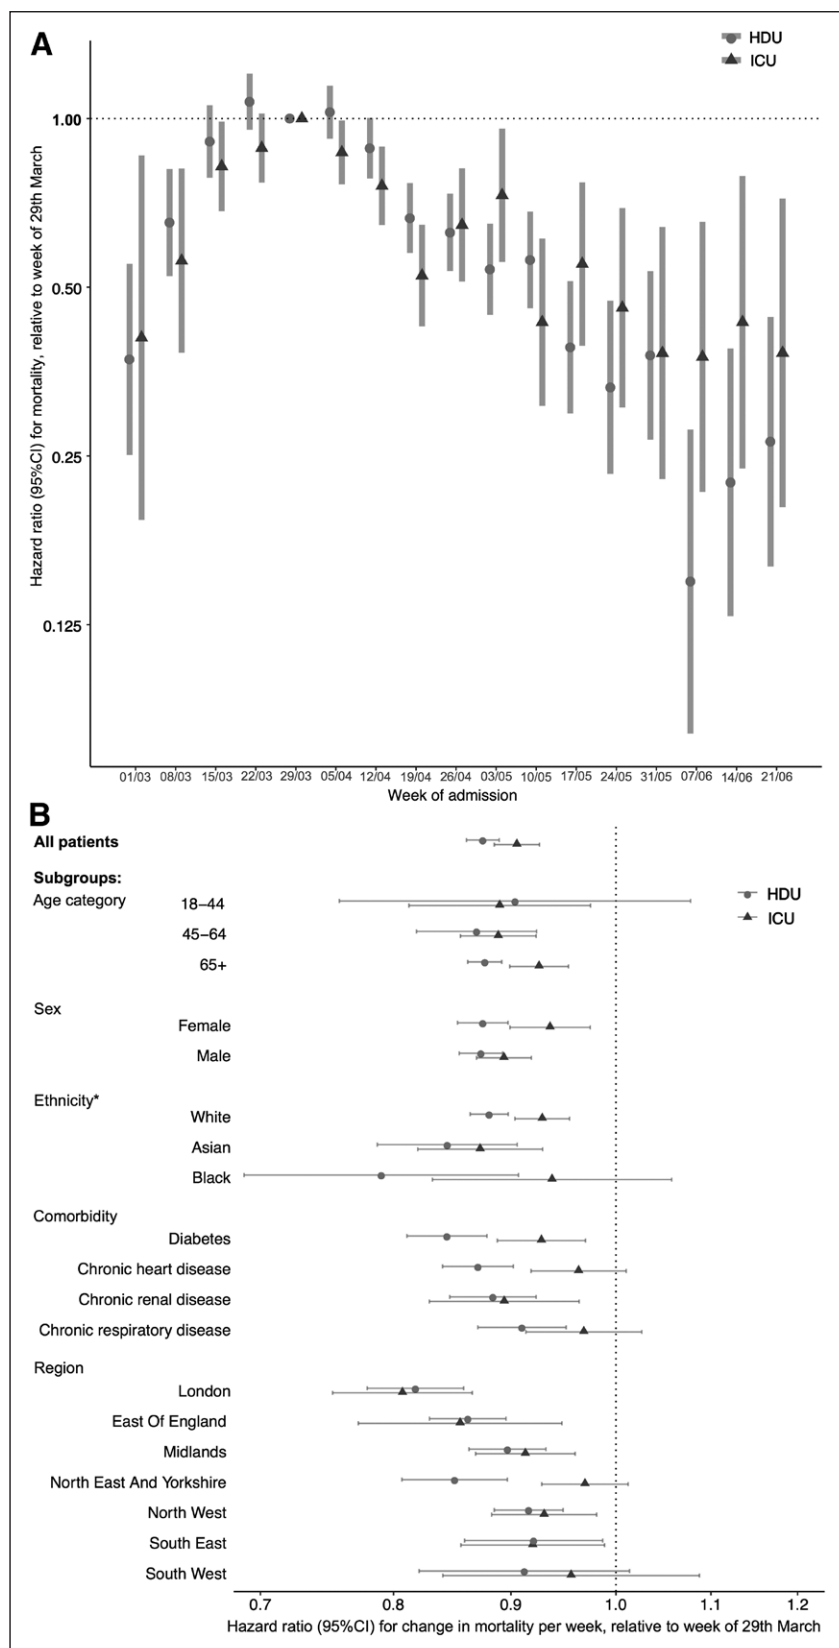 A
HDU
ICU
Hazard ratio (95%CI) for mortality, relative to week of 29th March
1.00
0.50
0.25
0.125
01/03 08/03 15/03 22/03 29/03 05/04 12/04 19/04 26/04 03/05 10/05 17/05 24/05 31/05 07/06 14/06 21/06
Week of admission
B
All patients
Subgroups:
HDU
ICU
Age category
18–44
45–64
65+
Sex
Female
Male
Ethnicity*
White
Asian
Black
Comorbidity
Diabetes
Chronic heart disease
Chronic renal disease
Chronic respiratory disease
Region
London
East Of England
Midlands
North East And Yorkshire
North West
South East
South West
0.7 0.8 0.9 1.0 1.1 1.2
Hazard ratio (95%CI) for change in mortality per week, relative to week of 29th March